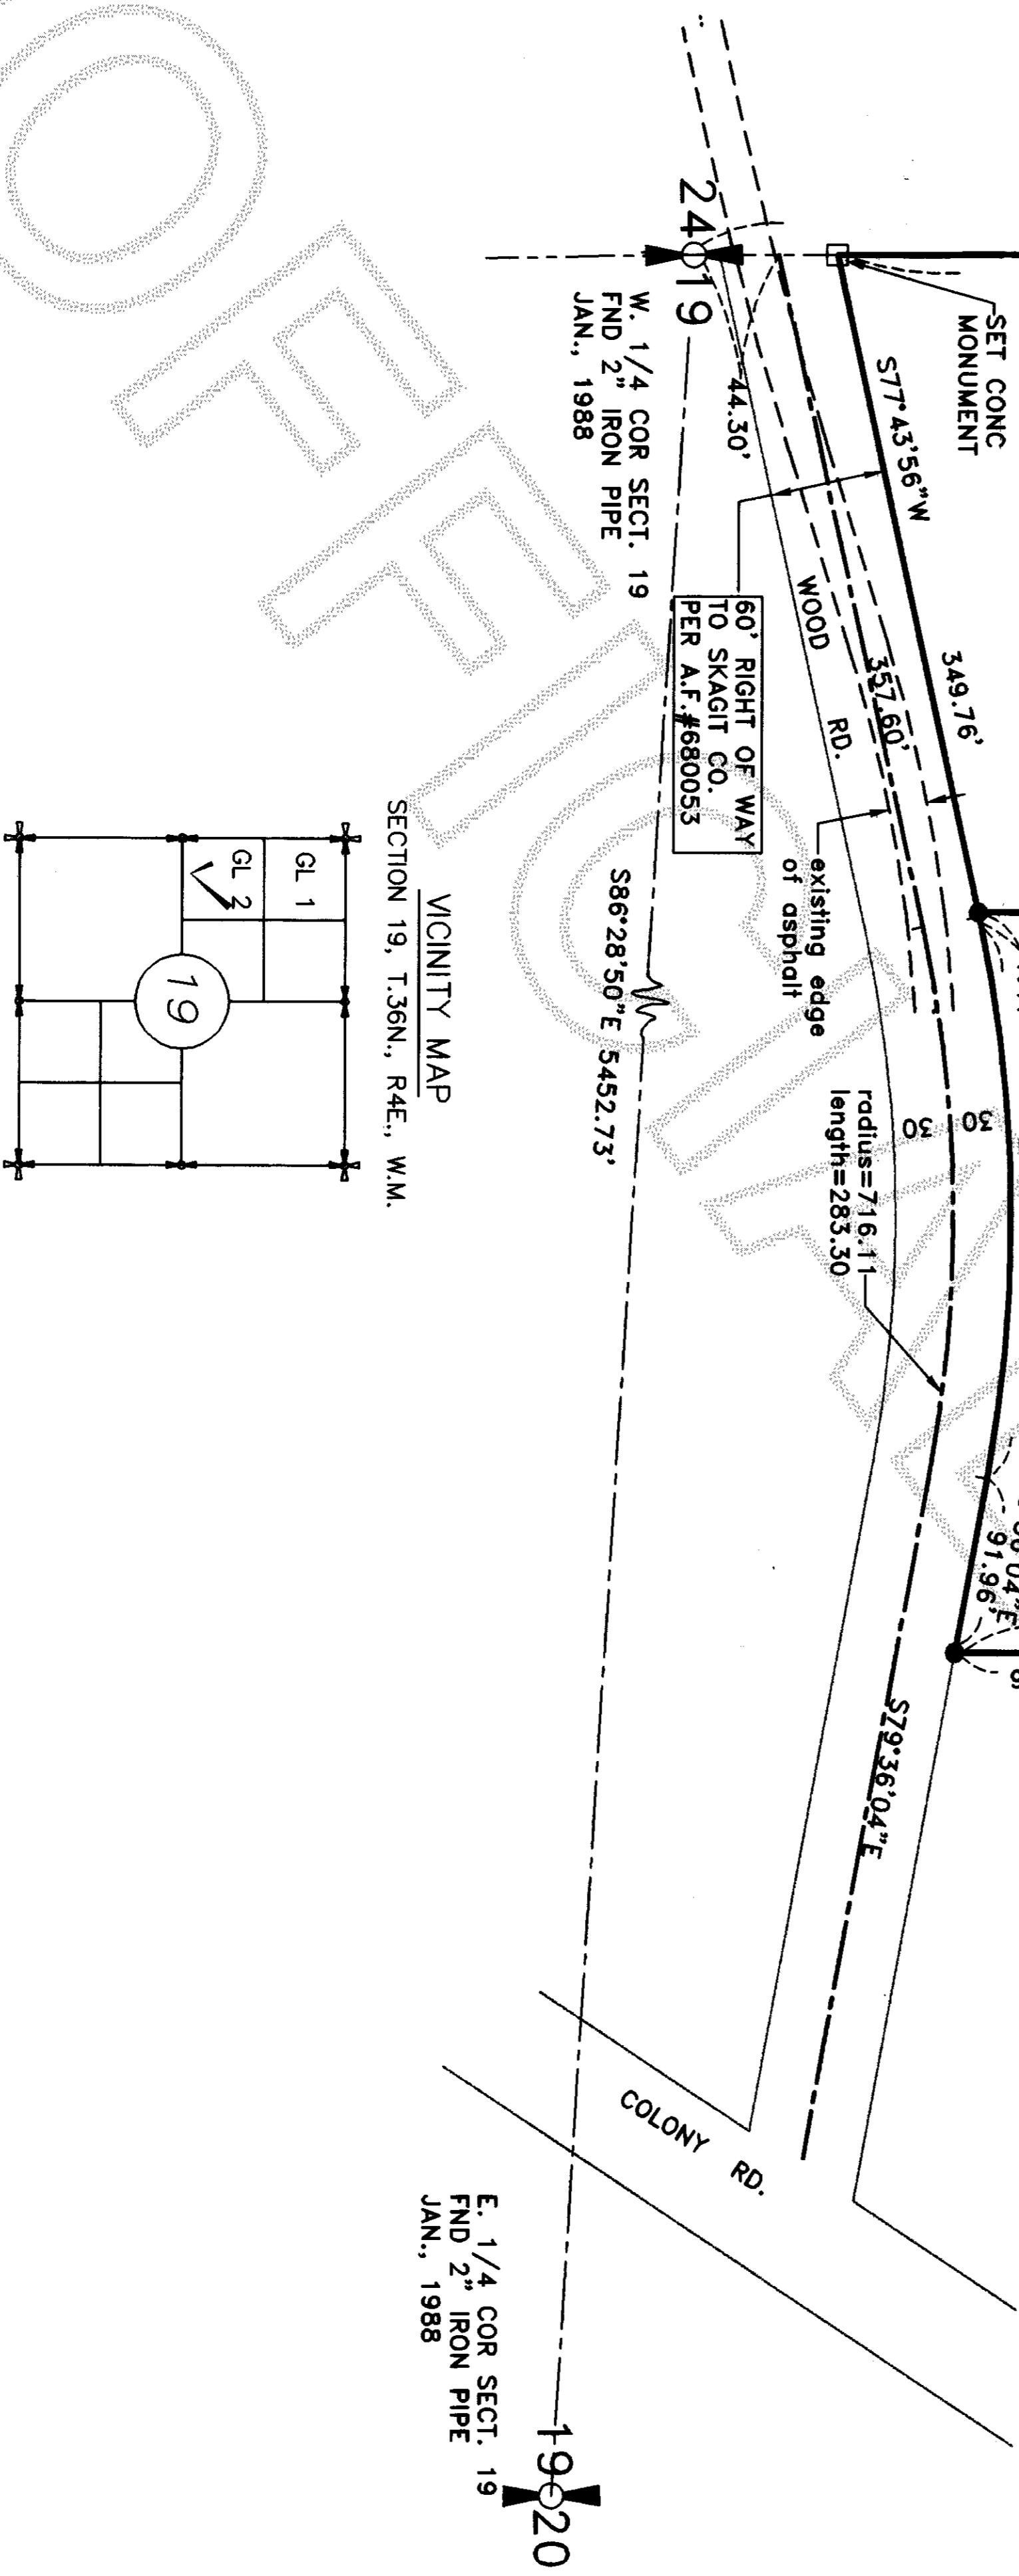 SET CONC
MONUMENT
S77°43'56"W
349.76'
24
19
44.30'
W. 1/4 COR SECT. 19
FND 2" IRON PIPE
JAN., 1988
WOOD RD.
357.60'
60' RIGHT OF WAY
TO SKAGIT CO.
PER A.F.#680053
existing edge
of asphalt
30
30
radius=716.11
length=283.30
04"E
91.96'
S79°36'04"E
S86°28'50"E 5452.73'
COLONY RD.
E. 1/4 COR SECT. 19
FND 2" IRON PIPE
JAN., 1988
19
20
VICINITY MAP
SECTION 19, T.36N., R4E., W.M.
GL 1
GL 2
19